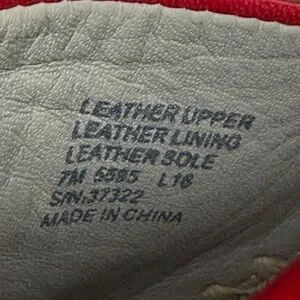 LEATHER UPPER
LEATHER LINING
LEATHER SOLE
7M 5595 L16
S/N:37322
MADE IN CHINA